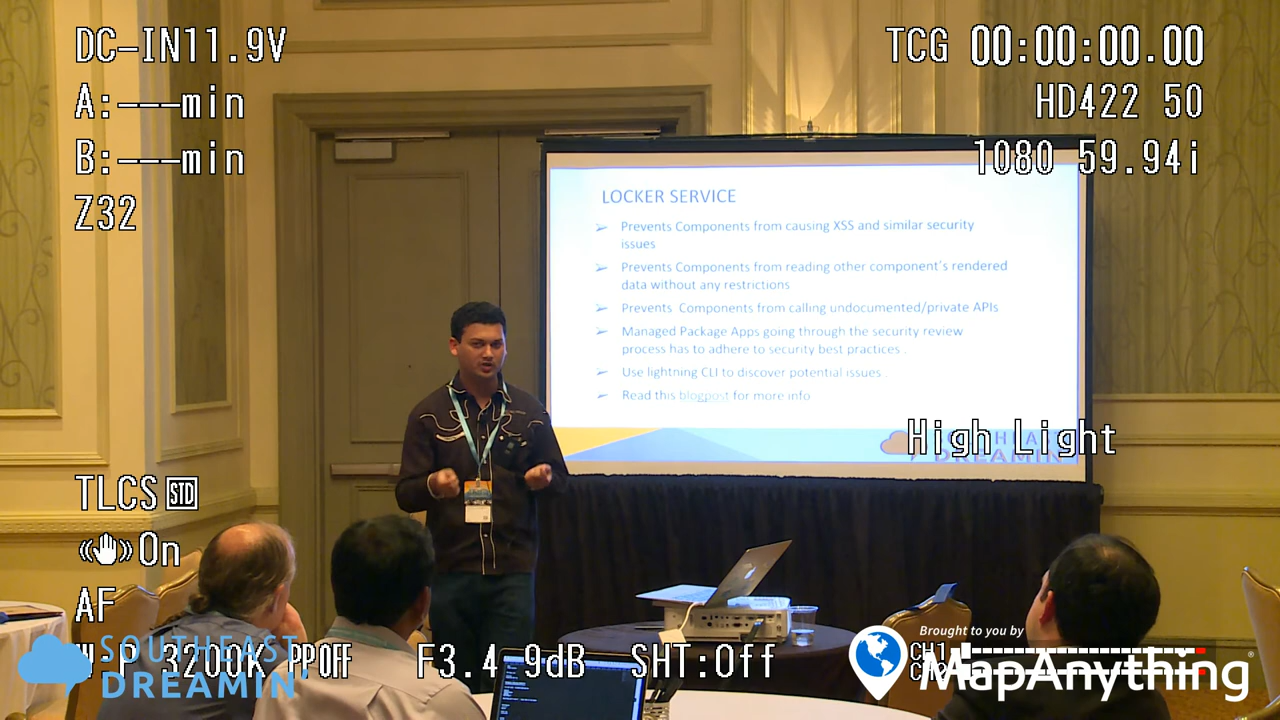 DC-IN11.9V
TCG 00:00:00.00
A:---min
HD422 50
B:---min
1080 59.94i
Z32
LOCKER SERVICE
Prevents Components from causing XSS and similar security
issues
Prevents Components from reading other component's rendered
data without any restrictions
Prevents Components from calling undocumented/private APIs
Managed Package Apps going through the security review
process has to adhere to security best practices .
Use lightning CLI to discover potential issues .
Read this blogpost for more info
High Light
DREAMIN'
TLCS STD
On
AF
SOUTHEAST
DREAMIN'
3200K PPOFF F3.4 9dB SHT:Off
Brought to you by
CH1
MapAnything®